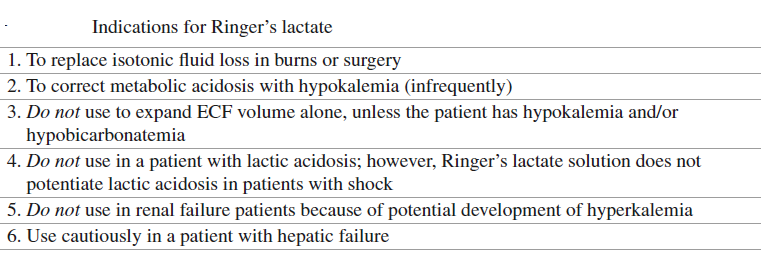 . Indications for Ringer’s lactate
1. To replace isotonic fluid loss in burns or surgery
2. To correct metabolic acidosis with hypokalemia (infrequently)
3. Do not use to expand ECF volume alone, unless the patient has hypokalemia and/or
hypobicarbonatemia
4. Do not use in a patient with lactic acidosis; however, Ringer’s lactate solution does not
potentiate lactic acidosis in patients with shock
5. Do not use in renal failure patients because of potential development of hyperkalemia
6. Use cautiously in a patient with hepatic failure